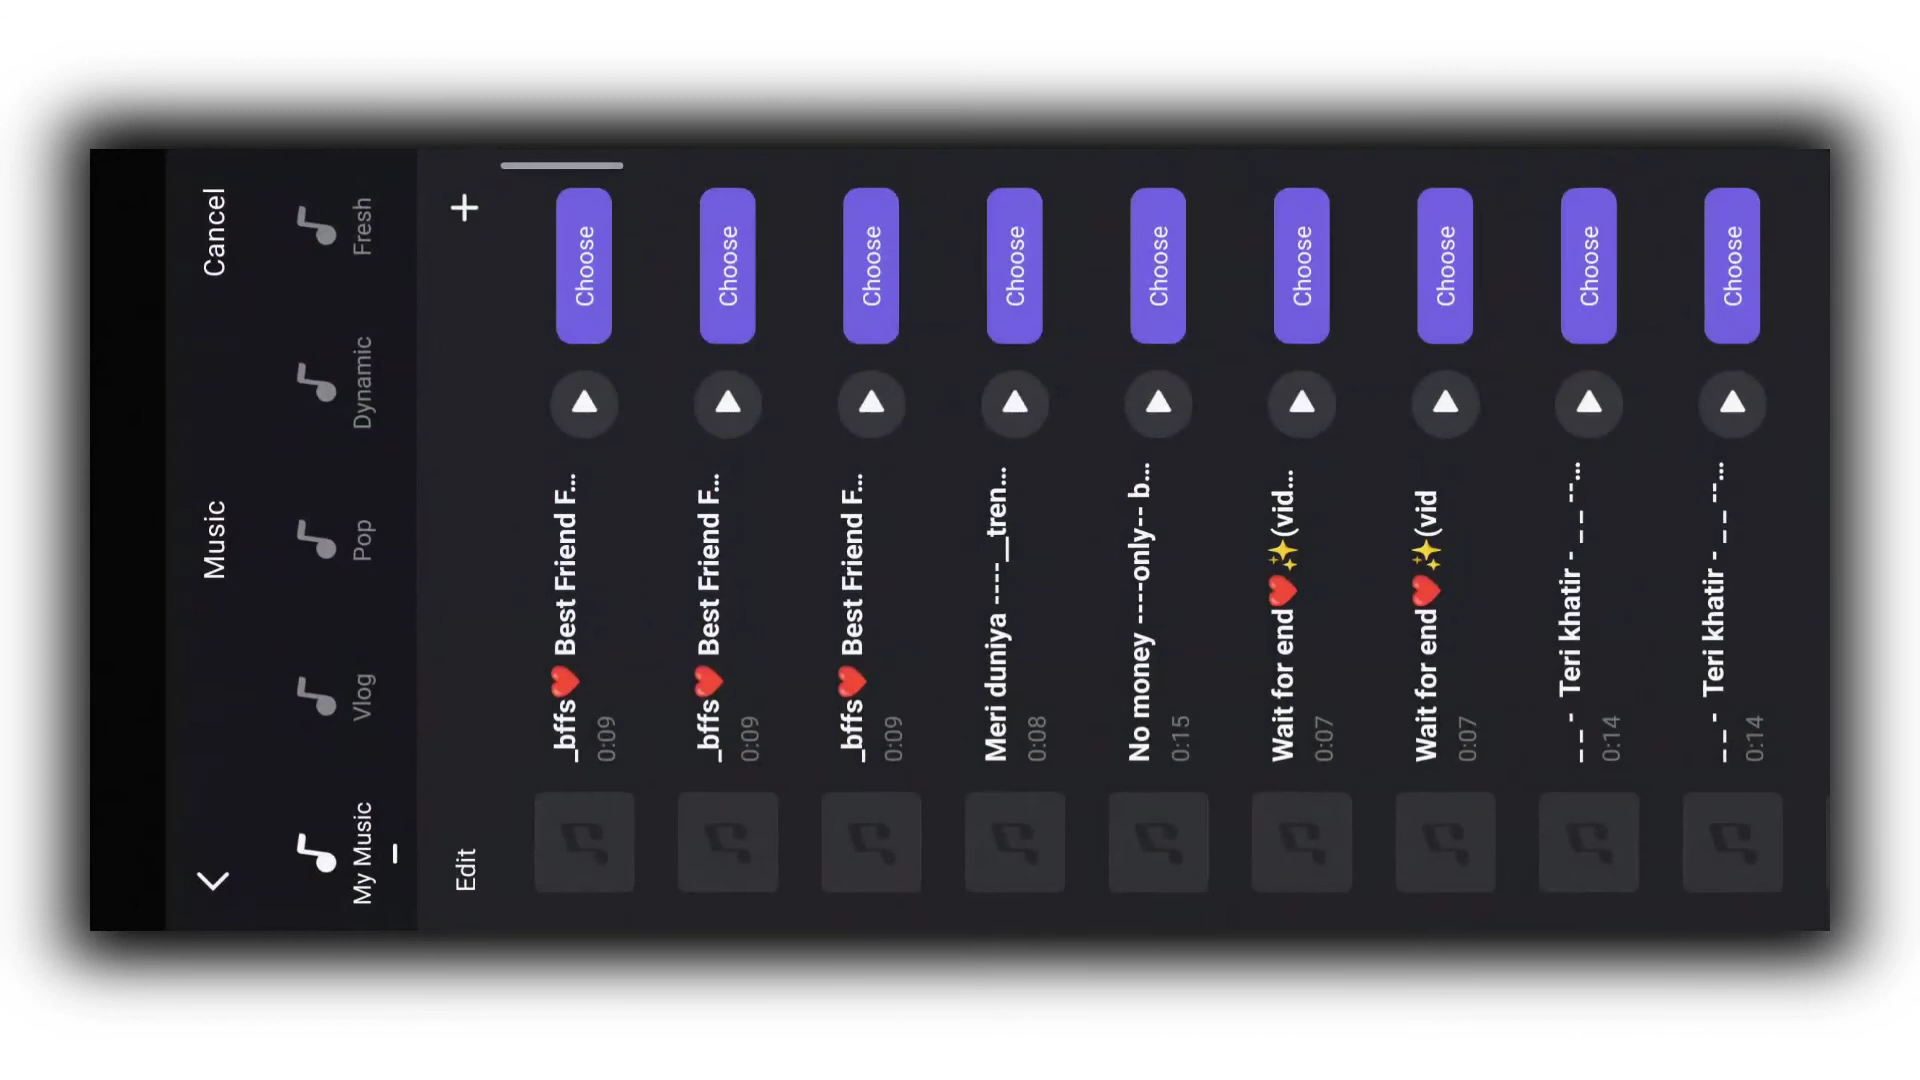 Music
Cancel
My Music
Vlog
Pop
Dynamic
Fresh
Edit
+
_bffs❤️ Best Friend F...
0:09
Choose
_bffs❤️ Best Friend F...
0:09
Choose
_bffs❤️ Best Friend F...
0:09
Choose
Meri duniya ----__tren...
0:08
Choose
No money ----only-- b...
0:15
Choose
Wait for end❤️✨(vid...
0:07
Choose
Wait for end❤️✨(vid
0:07
Choose
_ _ - Teri khatir - _ _ --...
0:14
Choose
_ _ - Teri khatir - _ _ --...
0:14
Choose